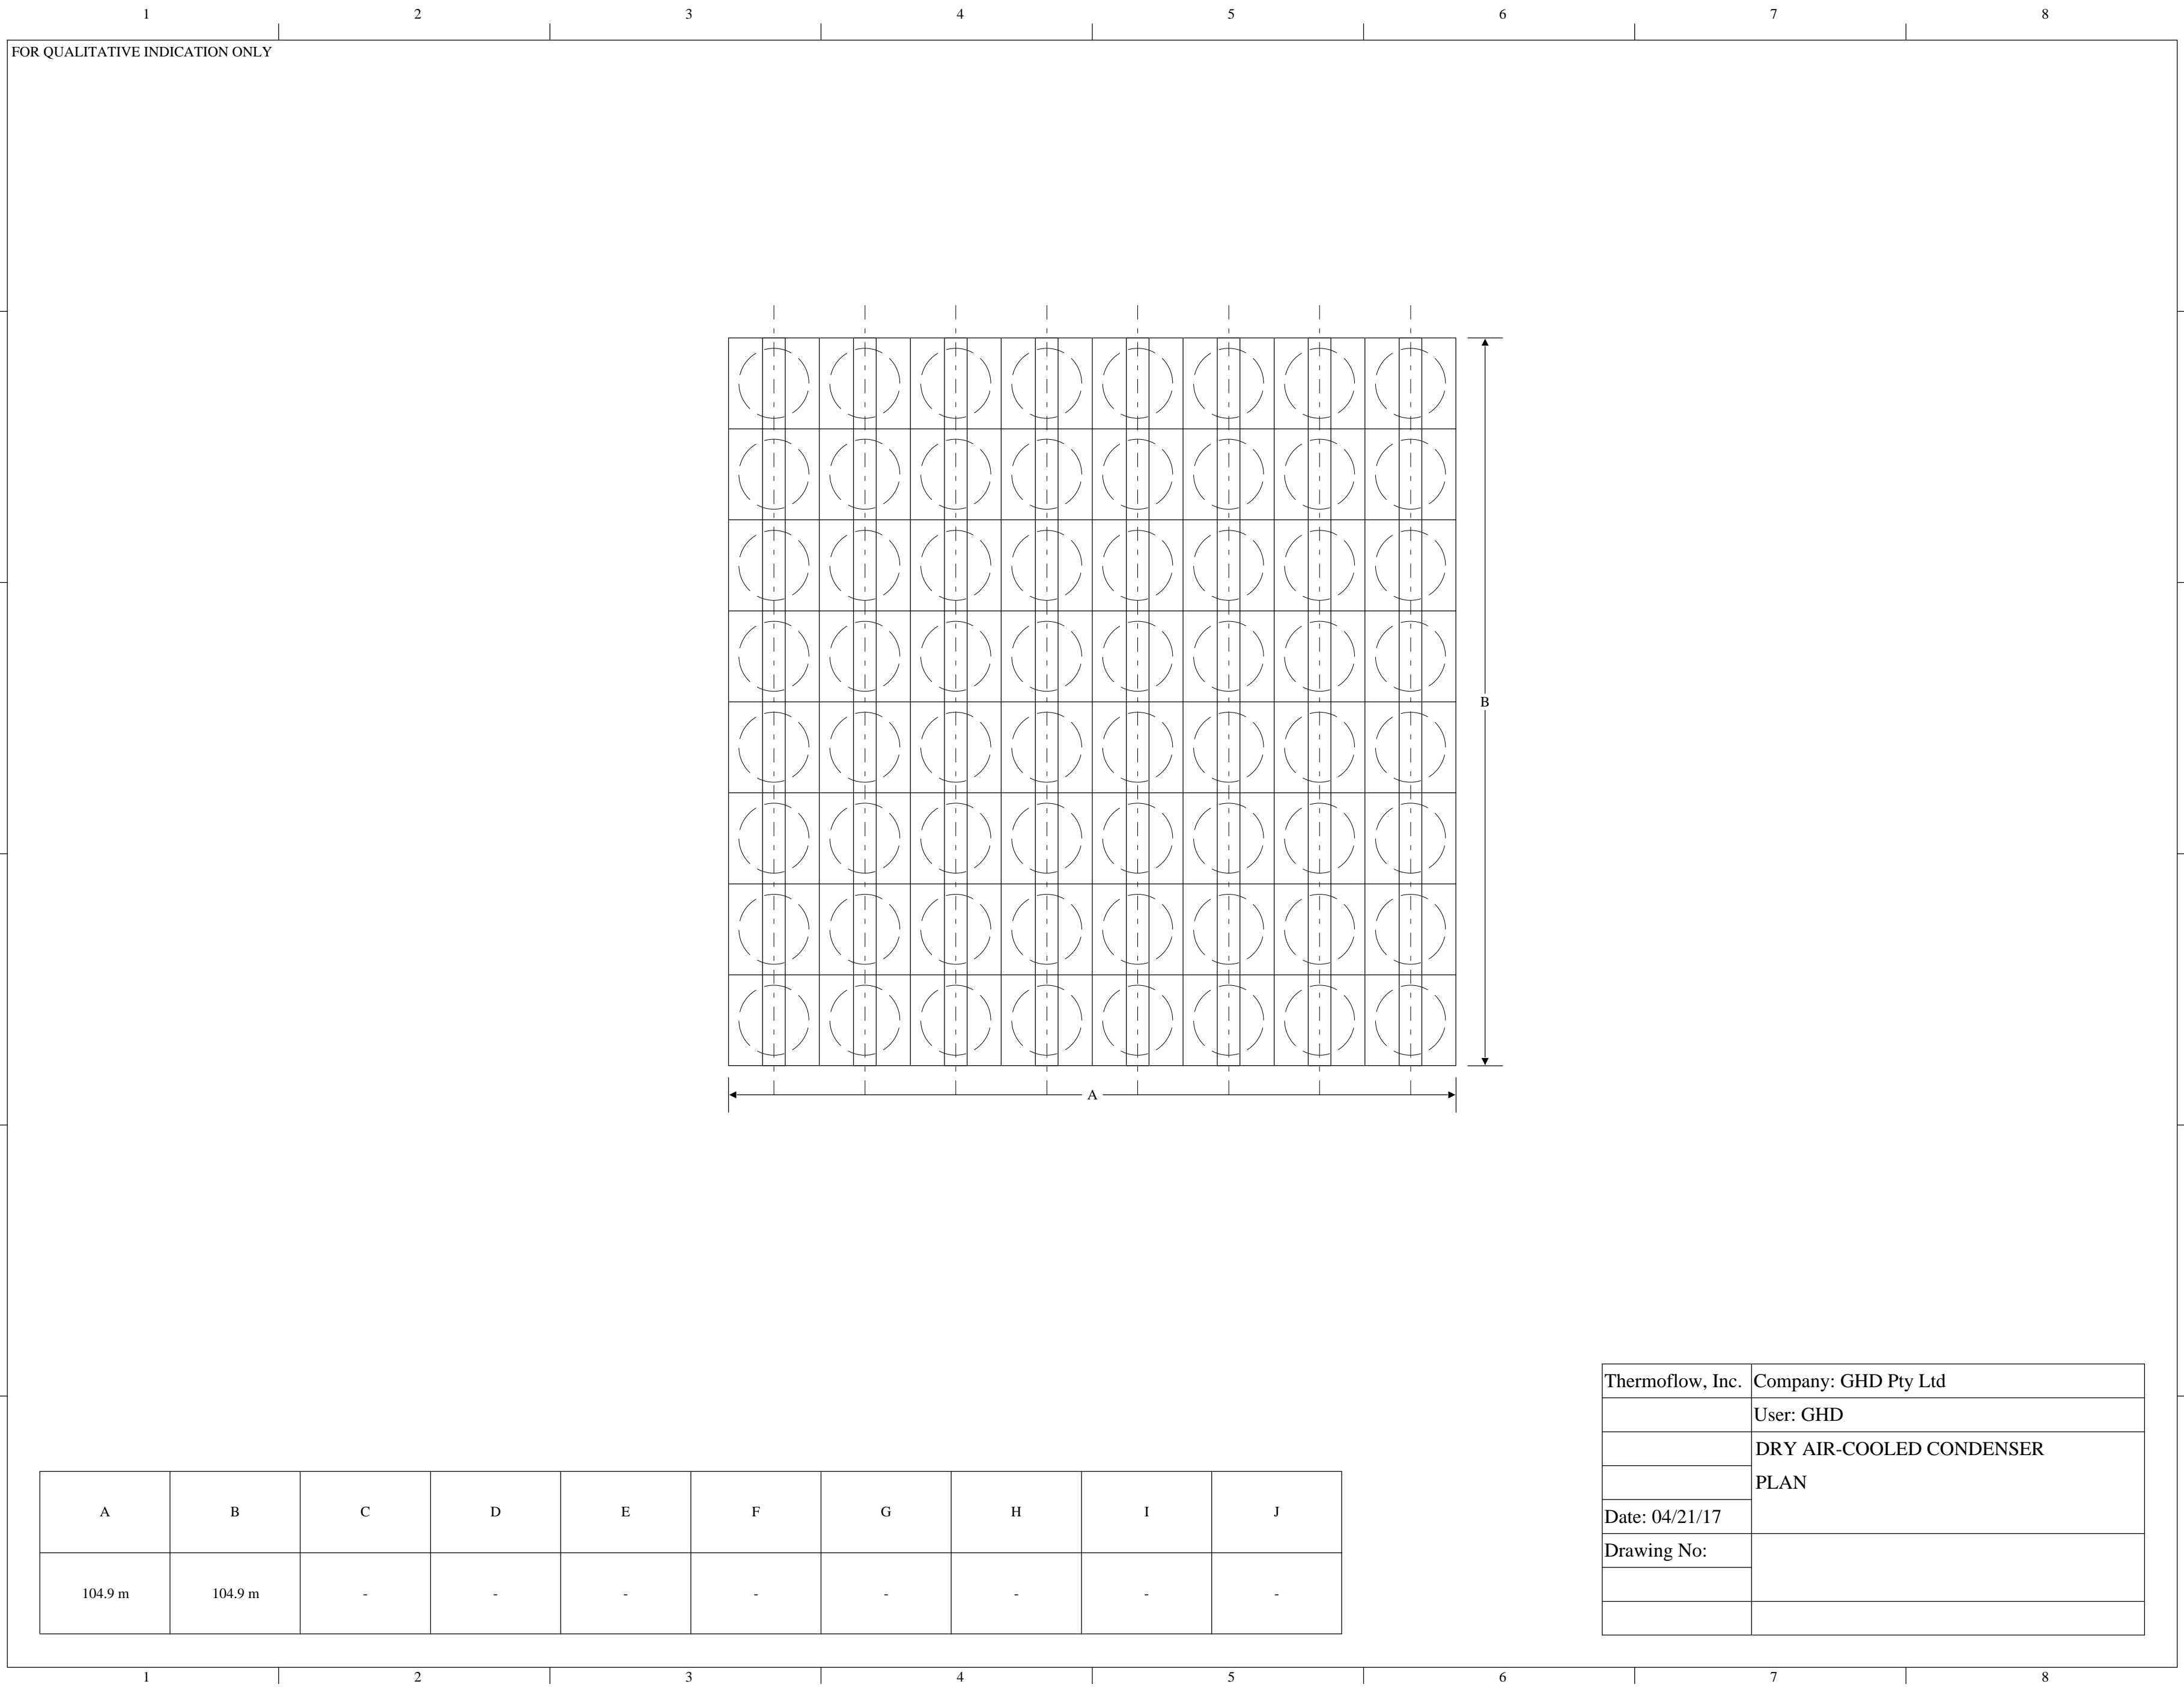 1 2 3 4 5 6 7 8
FOR QUALITATIVE INDICATION ONLY
B
A
Thermoflow, Inc. Company: GHD Pty Ltd
User: GHD
DRY AIR-COOLED CONDENSER
PLAN
Date: 04/21/17
Drawing No:
A B C D E F G H I J
104.9 m 104.9 m - - - - - - - -
1 2 3 4 5 6 7 8